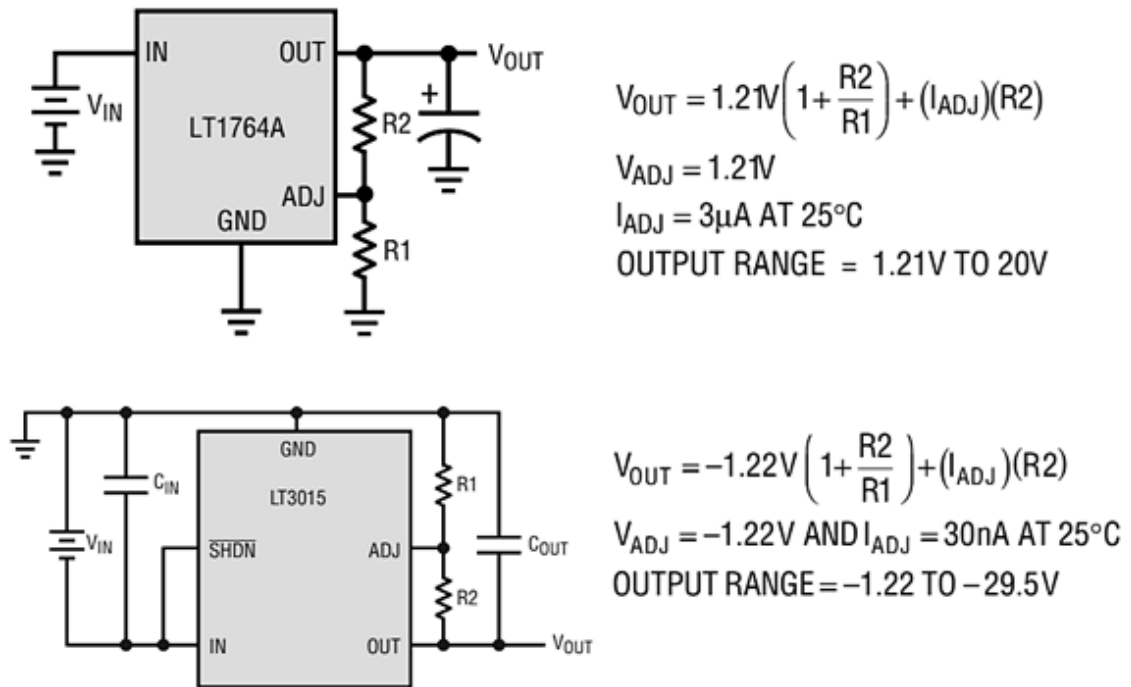 IN
OUT
VOUT
VIN
LT1764A
R2
+
ADJ
GND
R1
VOUT = 1.21V(1+R2/R1)+(IADJ)(R2)
VADJ = 1.21V
IADJ = 3µA AT 25°C
OUTPUT RANGE = 1.21V TO 20V
GND
CIN
R1
LT3015
VIN
SHDN
ADJ
COUT
R2
IN
OUT
VOUT
VOUT = –1.22V(1+R2/R1)+(IADJ)(R2)
VADJ = –1.22V AND IADJ = 30nA AT 25°C
OUTPUT RANGE = –1.22 TO –29.5V